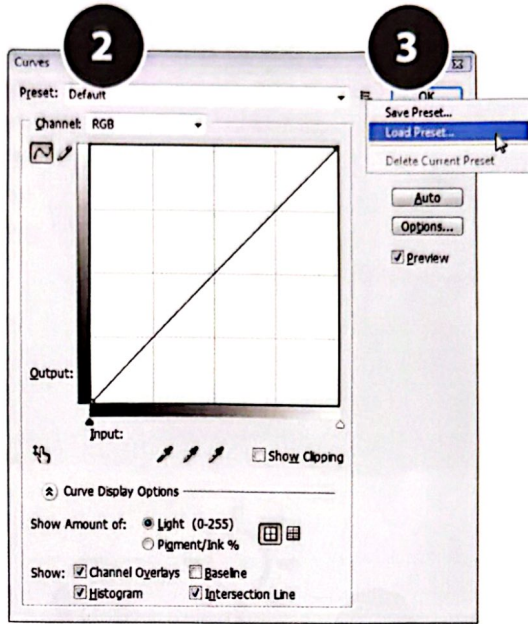 2
3
Curves
Preset: Default
OK
Save Preset...
Load Preset...
Delete Current Preset
Channel: RGB
Auto
Options...
Preview
Output:
Input:
Show Clipping
Curve Display Options
Show Amount of: Light (0-255)
Pigment/Ink %
Show: Channel Overlays Baseline
Histogram Intersection Line